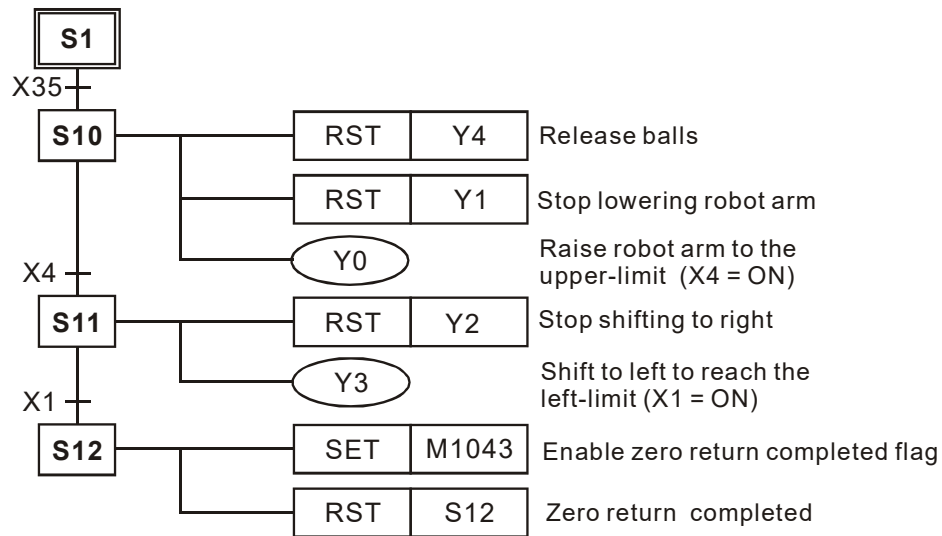 S1
X35
S10
RST Y4 Release balls
RST Y1 Stop lowering robot arm
Y0 Raise robot arm to the
upper-limit (X4 = ON)
X4
S11
RST Y2 Stop shifting to right
Y3 Shift to left to reach the
left-limit (X1 = ON)
X1
S12
SET M1043 Enable zero return completed flag
RST S12 Zero return completed